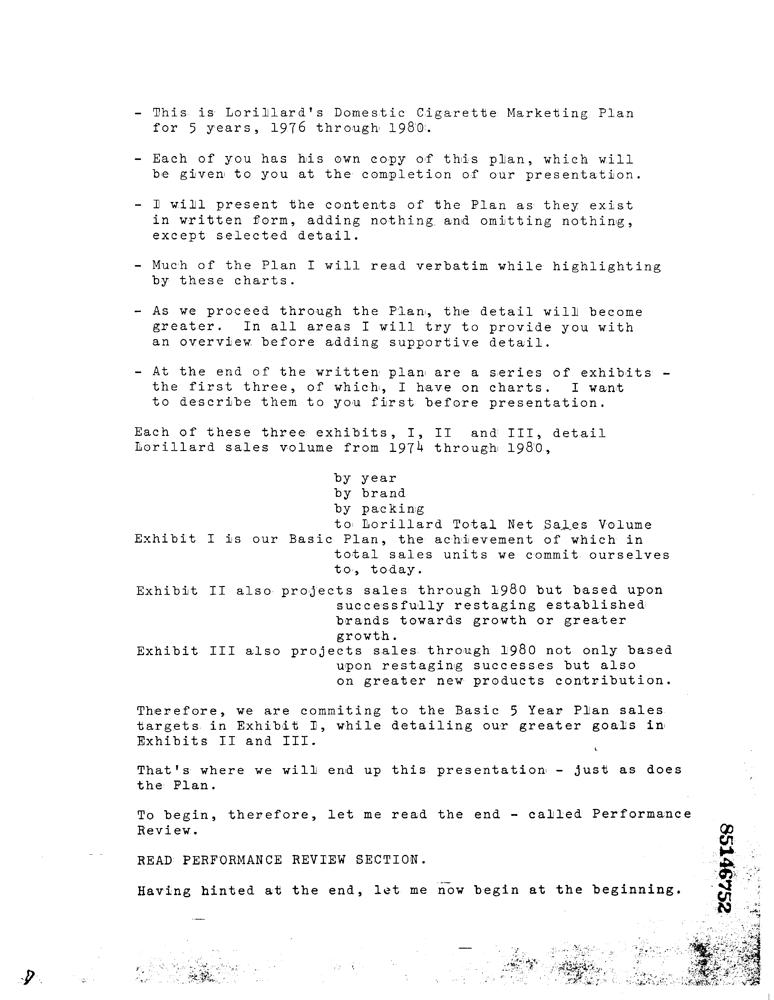 - This is Lorillard's Domestic Cigarette Marketing Plan
for 5 years, 1976 through 1980.
- Each of you has his own copy of this plan, which will
be given to you at the completion of our presentation.
- I will present the contents of the Plan as they exist
in written form, adding nothing and omitting nothing,
except selected detail.
- Much of the Plan I will read verbatim while highlighting
by these charts.
- As we proceed through the Plan, the detail will become
greater. In all areas I will try to provide you with
an overview before adding supportive detail.
- At the end of the written plan are a series of exhibits -
the first three, of which, I have on charts. I want
to describe them to you first before presentation.
Each of these three exhibits, I, II and III, detail
Lorillard sales volume from 1974 through 1980,
by year
by brand
by packing
to Lorillard Total Net Sales Volume
Exhibit I is our Basic Plan, the achievement of which in
total sales units we commit ourselves
to, today.
Exhibit II also projects sales through 1980 but based upon
successfully restaging established
brands towards growth or greater
growth.
Exhibit III also projects sales through 1980 not only based
upon restaging successes but also
on greater new products contribution.
Therefore, we are commiting to the Basic 5 Year Plan sales
targets in Exhibit I, while detailing our greater goals in
Exhibits II and III.
That's where we will end up this presentation - just as does
the Plan.
To begin, therefore, let me read the end - called Performance
Review.
READ PERFORMANCE REVIEW SECTION.
Having hinted at the end, let me now begin at the beginning.
85146752